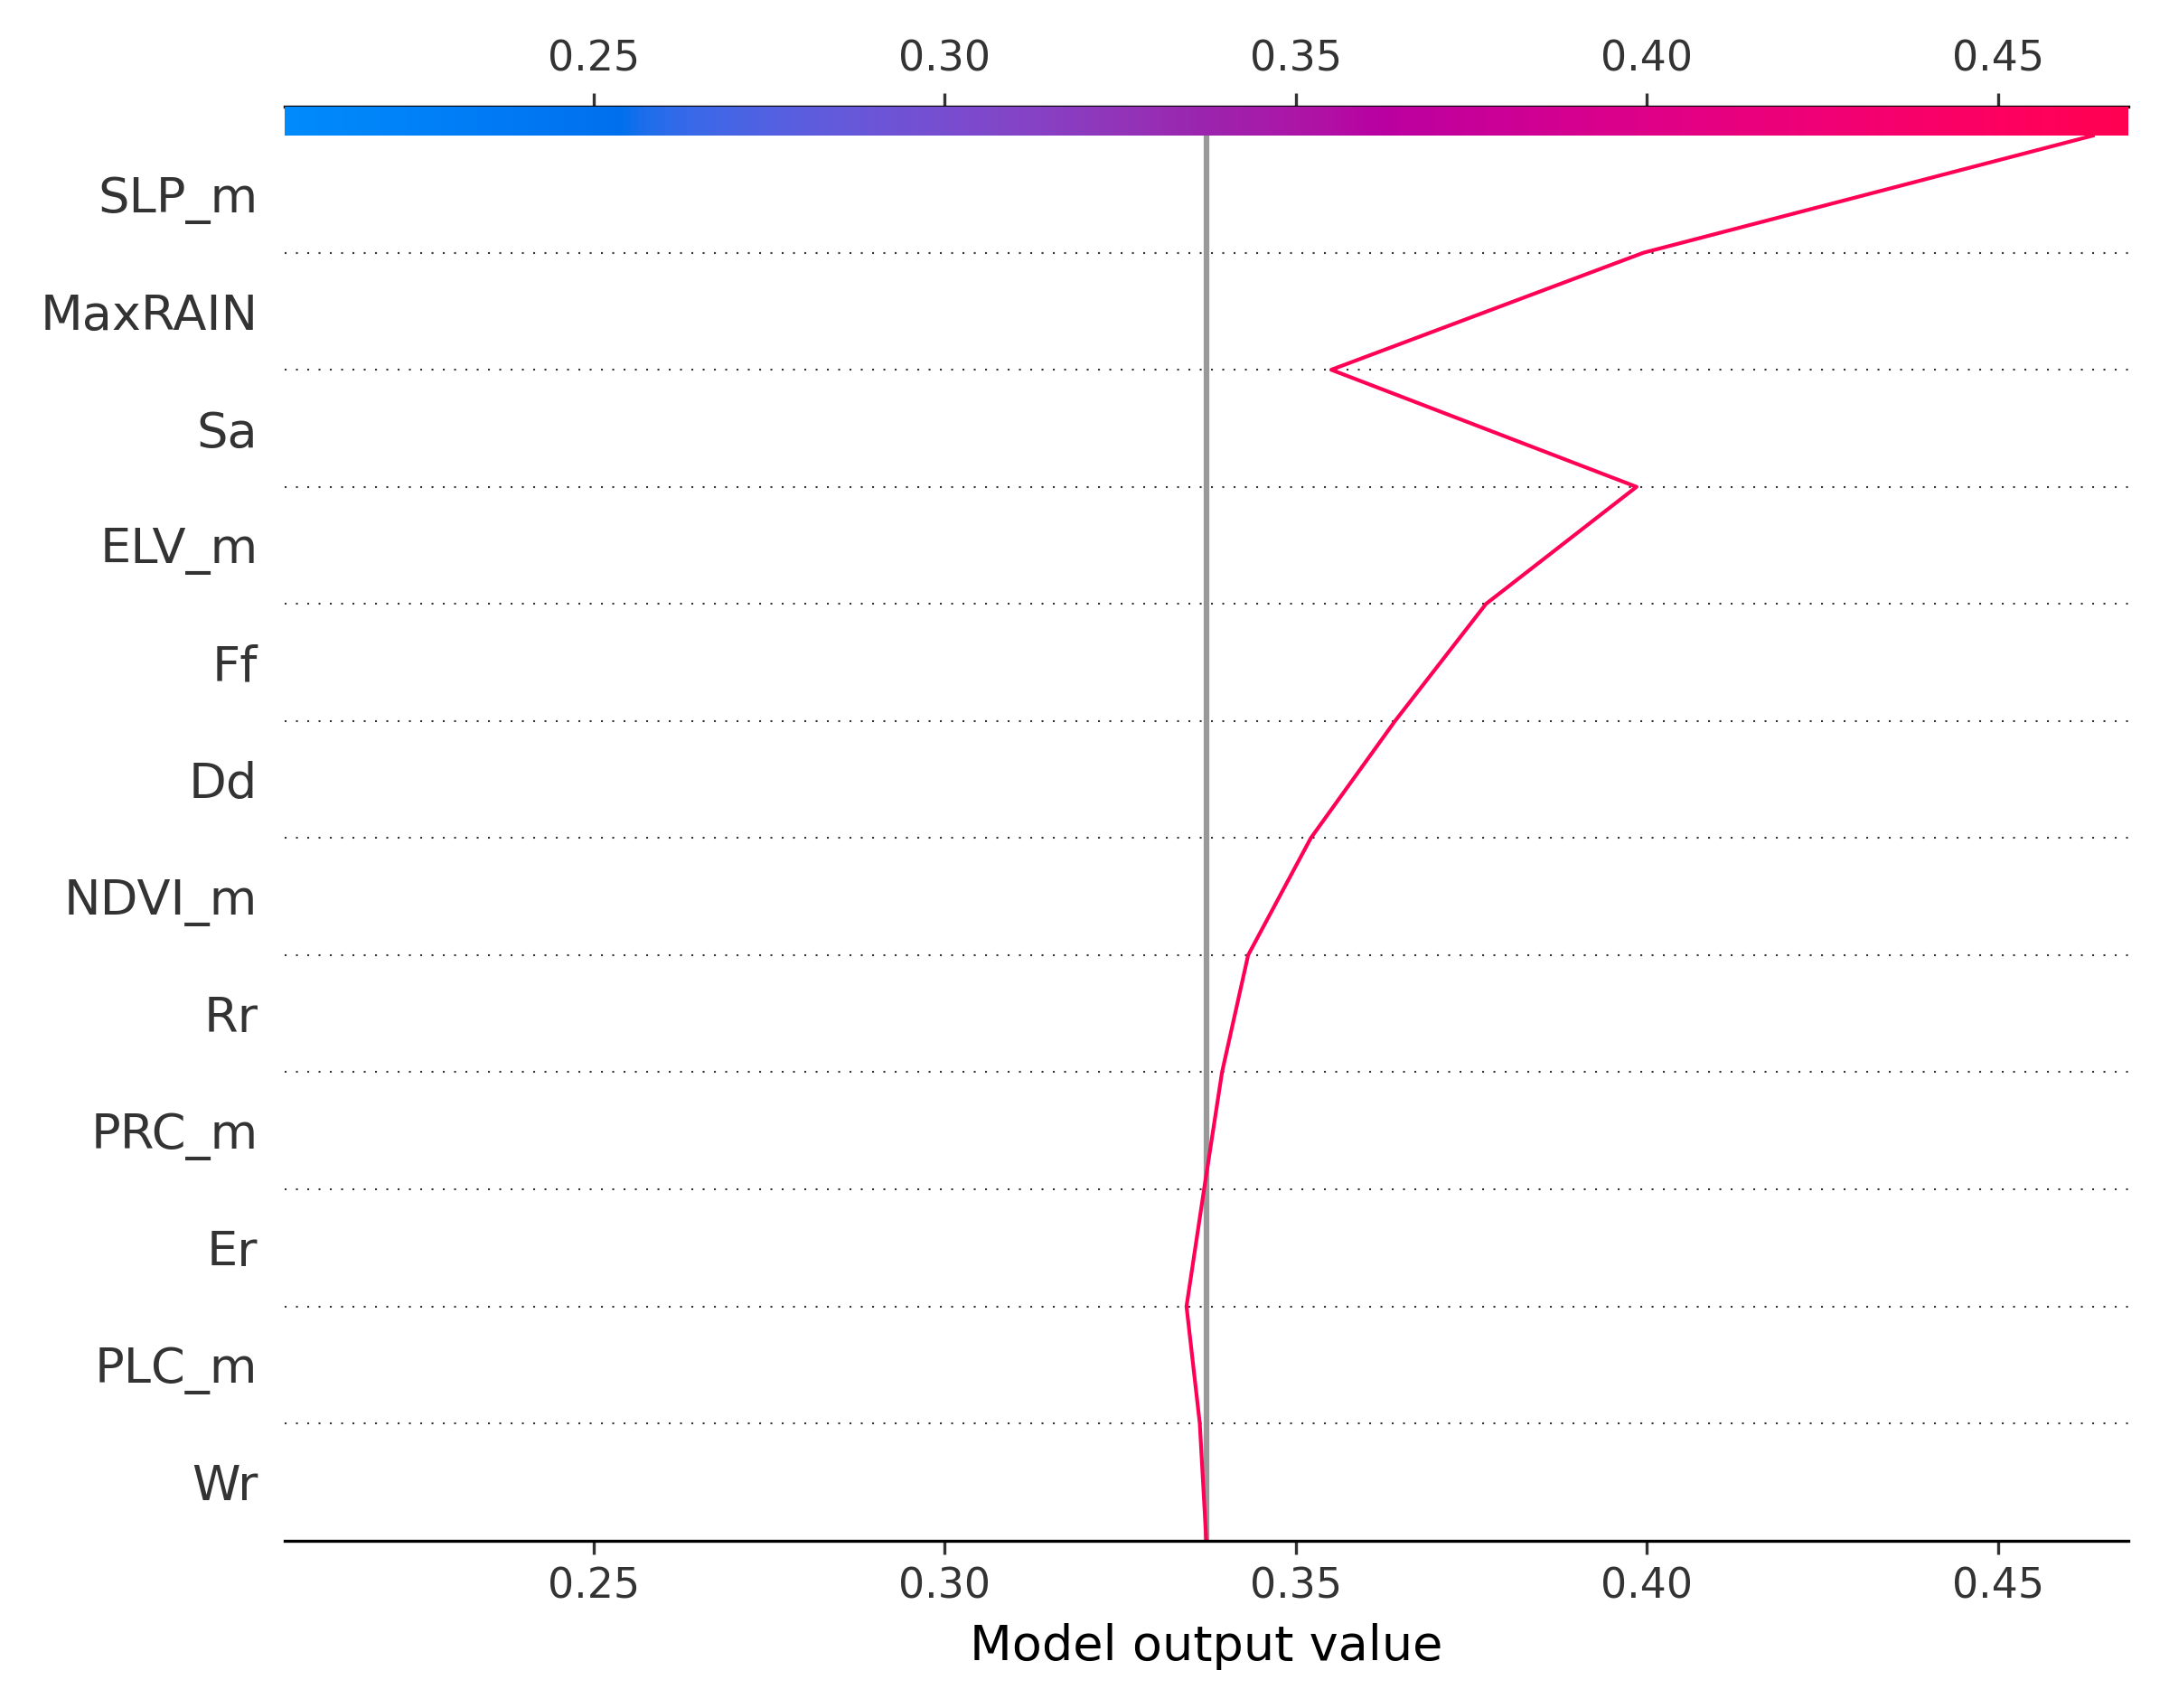 0.25 0.30 0.35 0.40 0.45
SLP_m
MaxRAIN
Sa
ELV_m
Ff
Dd
NDVI_m
Rr
PRC_m
Er
PLC_m
Wr
0.25 0.30 0.35 0.40 0.45
Model output value